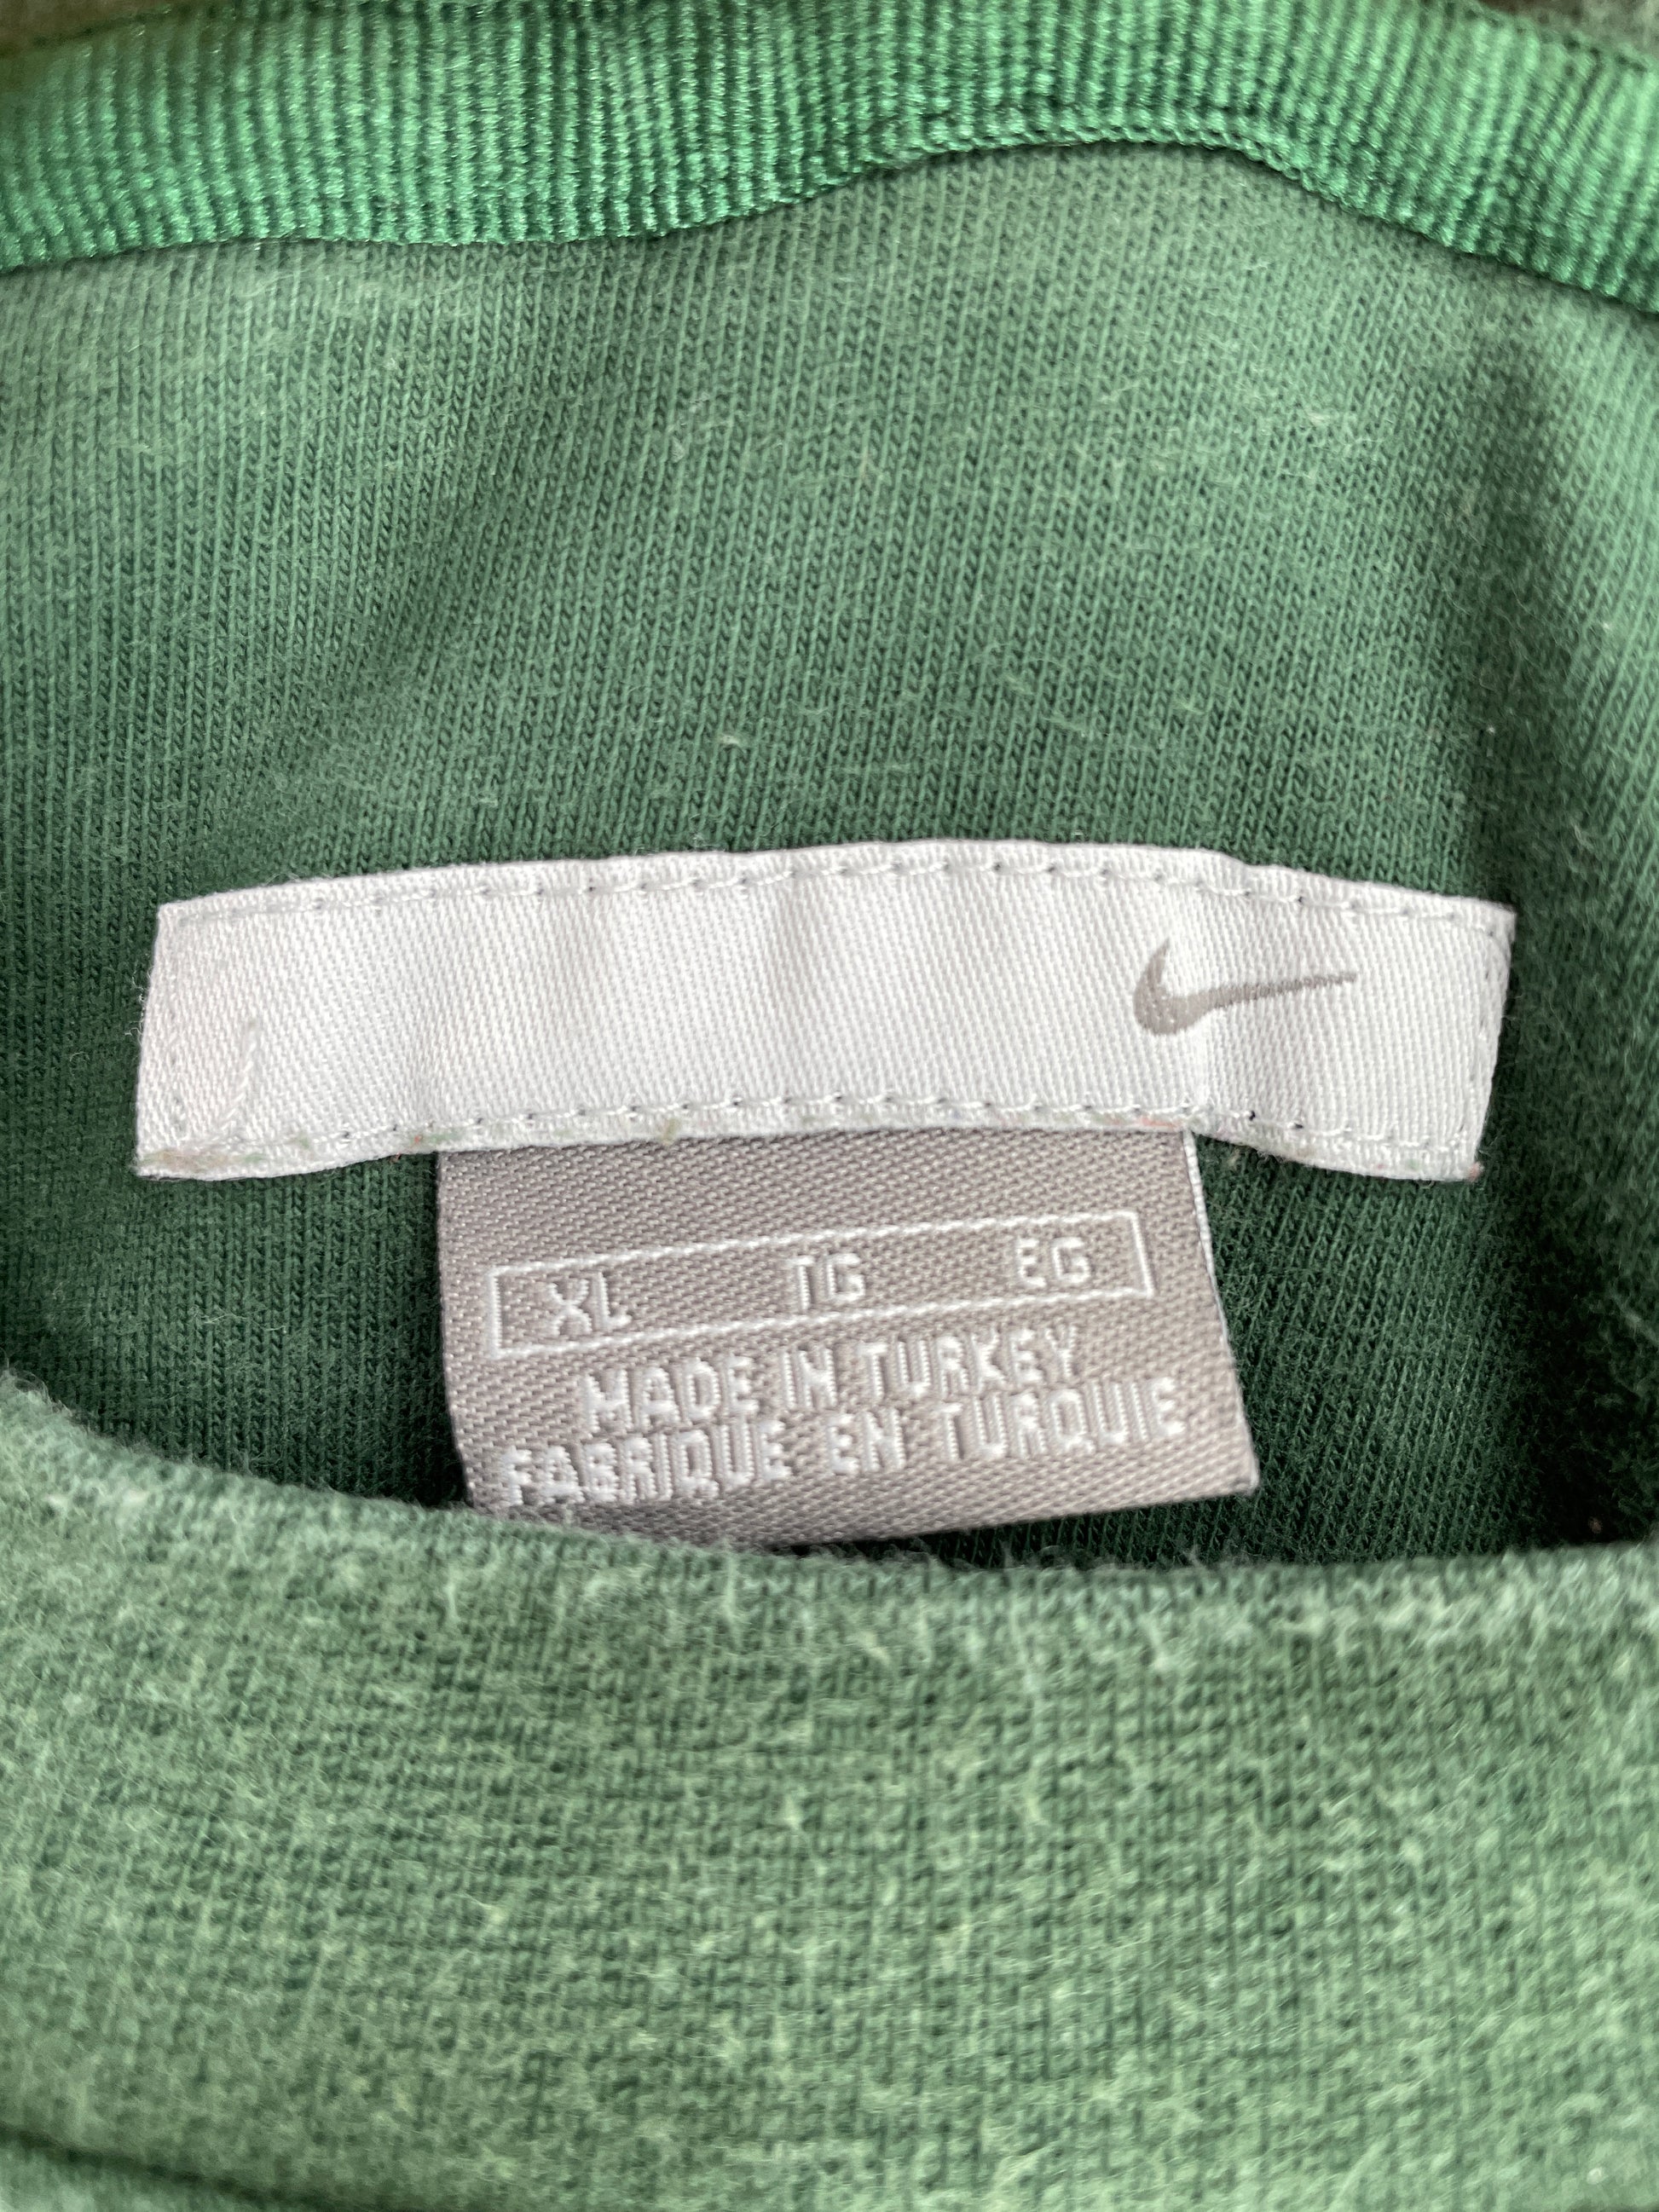 XL TG EG
MADE IN TURKEY
FABRIQUE EN TURQUIE